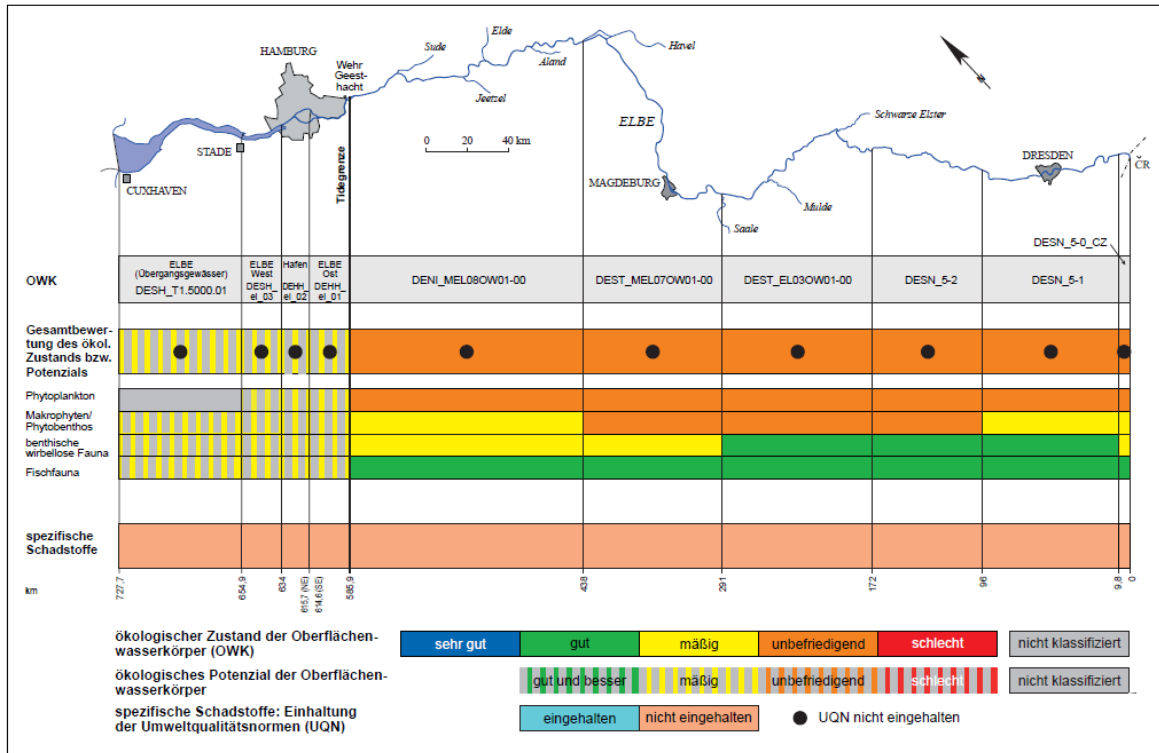 HAMBURG
Wehr
Geest-
hacht
Sude
Elde
Aland
Jeetzel
Havel
N
STADE
CUXHAVEN
Tidegrenze
0 20 40 km
ELBE
MAGDEBURG
Saale
Mulde
Schwarze Elster
DRESDEN
ČR
DESN_5-0_CZ
OWK
ELBE
(Übergangsgewässer)
DESH_T1.5000.01
ELBE
West
DESH_
el_03
Hafen
DEHH_
el_02
ELBE
Ost
DEHH_
el_01
DENI_MEL08OW01-00
DEST_MEL07OW01-00
DEST_EL03OW01-00
DESN_5-2
DESN_5-1
Gesamtbewer-
tung des ökol.
Zustands bzw.
Potenzials
Phytoplankton
Makrophyten/
Phytobenthos
benthische
wirbellose Fauna
Fischfauna
spezifische
Schadstoffe
km
727,7
654,9
634
615,7 (NE)
614,6 (SE)
585,9
438
291
172
96
9,8
0
ökologischer Zustand der Oberflächen-
wasserkörper (OWK)
sehr gut
gut
mäßig
unbefriedigend
schlecht
nicht klassifiziert
ökologisches Potenzial der Oberflächen-
wasserkörper
gut und besser
mäßig
unbefriedigend
schlecht
nicht klassifiziert
spezifische Schadstoffe: Einhaltung
der Umweltqualitätsnormen (UQN)
eingehalten
nicht eingehalten
UQN nicht eingehalten